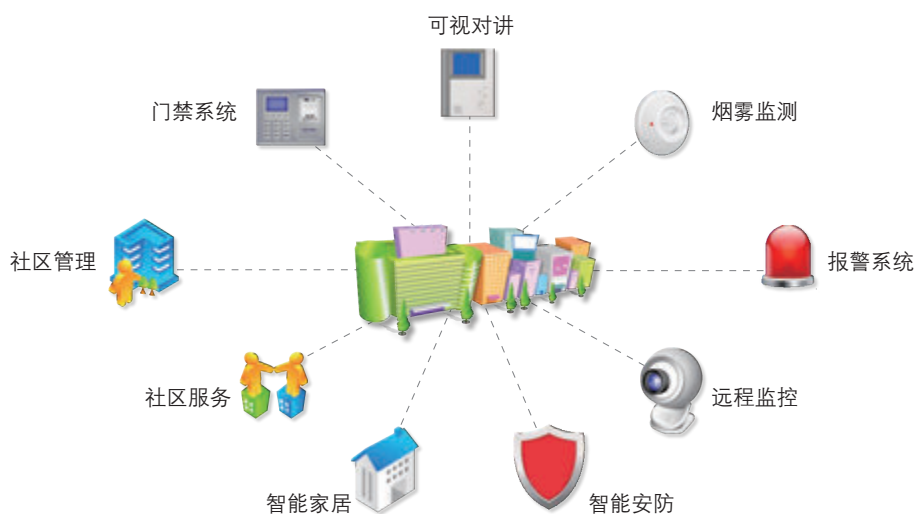 可视对讲
门禁系统
烟雾监测
社区管理
报警系统
社区服务
远程监控
智能家居
智能安防